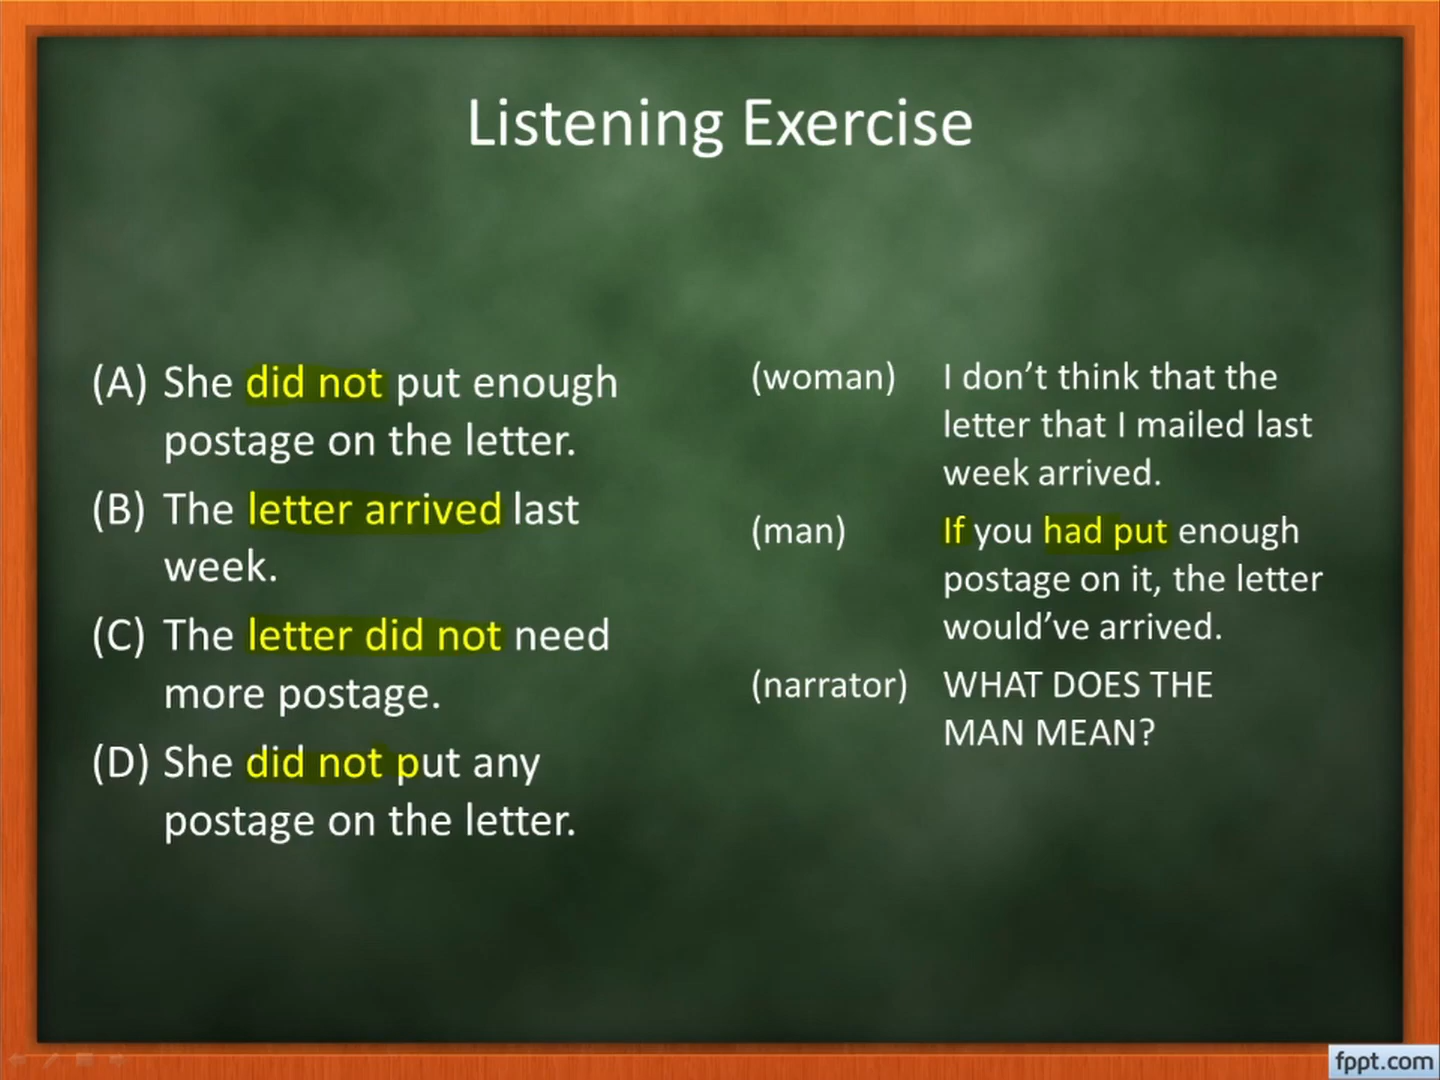 Listening Exercise
(A) She did not put enough
postage on the letter.
(B) The letter arrived last
week.
(C) The letter did not need
more postage.
(D) She did not put any
postage on the letter.
(woman) I don’t think that the
letter that I mailed last
week arrived.
(man) If you had put enough
postage on it, the letter
would’ve arrived.
(narrator) WHAT DOES THE
MAN MEAN?
fppt.com